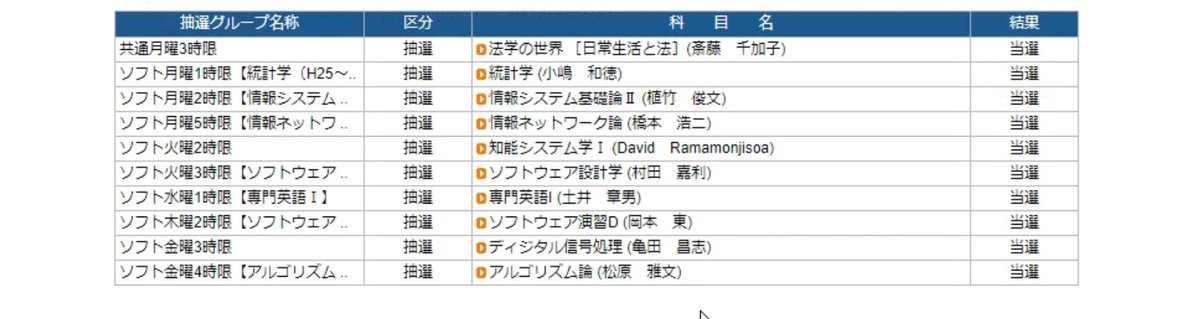 抽選グループ名称 区分 科 目 名 結果
共通月曜3時限 抽選 法学の世界 [日常生活と法] (斎藤 千加子) 当選
ソフト月曜1時限【統計学（H25～.. 抽選 統計学 (小嶋 和徳) 当選
ソフト月曜2時限【情報システム .. 抽選 情報システム基礎論Ⅱ (植竹 俊文) 当選
ソフト月曜5時限【情報ネットワ .. 抽選 情報ネットワーク論 (橋本 浩二) 当選
ソフト火曜2時限 抽選 知能システム学Ⅰ (David Ramamonjisoa) 当選
ソフト火曜3時限【ソフトウェア .. 抽選 ソフトウェア設計学 (村田 嘉利) 当選
ソフト水曜1時限【専門英語Ⅰ】 抽選 専門英語I (土井 章男) 当選
ソフト木曜2時限【ソフトウェア .. 抽選 ソフトウェア演習D (岡本 東) 当選
ソフト金曜3時限 抽選 ディジタル信号処理 (亀田 昌志) 当選
ソフト金曜4時限【アルゴリズム .. 抽選 アルゴリズム論 (松原 雅文) 当選